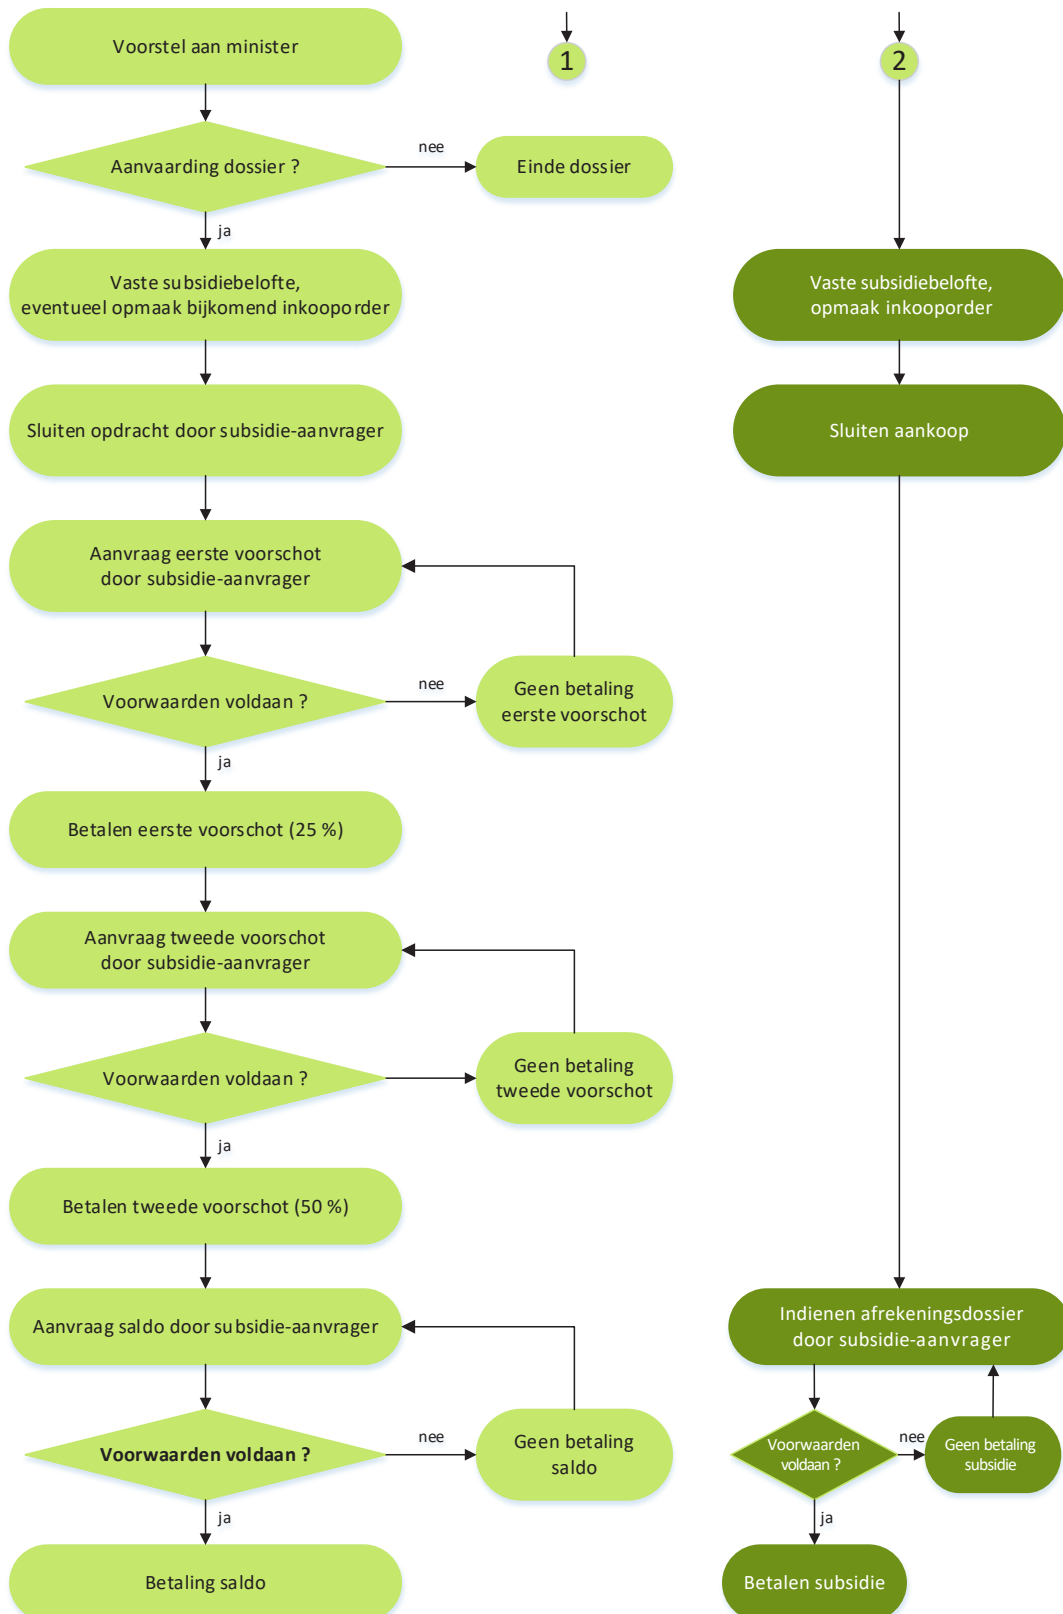 Voorstel aan minister
1
2
Aanvaarding dossier ?
nee
Einde dossier
ja
Vaste subsidiebelofte,
eventueel opmaak bijkomend inkooporder
Vaste subsidiebelofte,
opmaak inkooporder
Sluiten opdracht door subsidie-aanvrager
Sluiten aankoop
Aanvraag eerste voorschot
door subsidie-aanvrager
Voorwaarden voldaan ?
nee
Geen betaling
eerste voorschot
ja
Betalen eerste voorschot (25 %)
Aanvraag tweede voorschot
door subsidie-aanvrager
Voorwaarden voldaan ?
Geen betaling
tweede voorschot
ja
Betalen tweede voorschot (50 %)
Aanvraag saldo door subsidie-aanvrager
Indienen afrekeningsdossier
door subsidie-aanvrager
Voorwaarden voldaan ?
nee
Geen betaling
saldo
Voorwaarden
voldaan ?
nee
Geen betaling
subsidie
ja
ja
Betaling saldo
Betalen subsidie